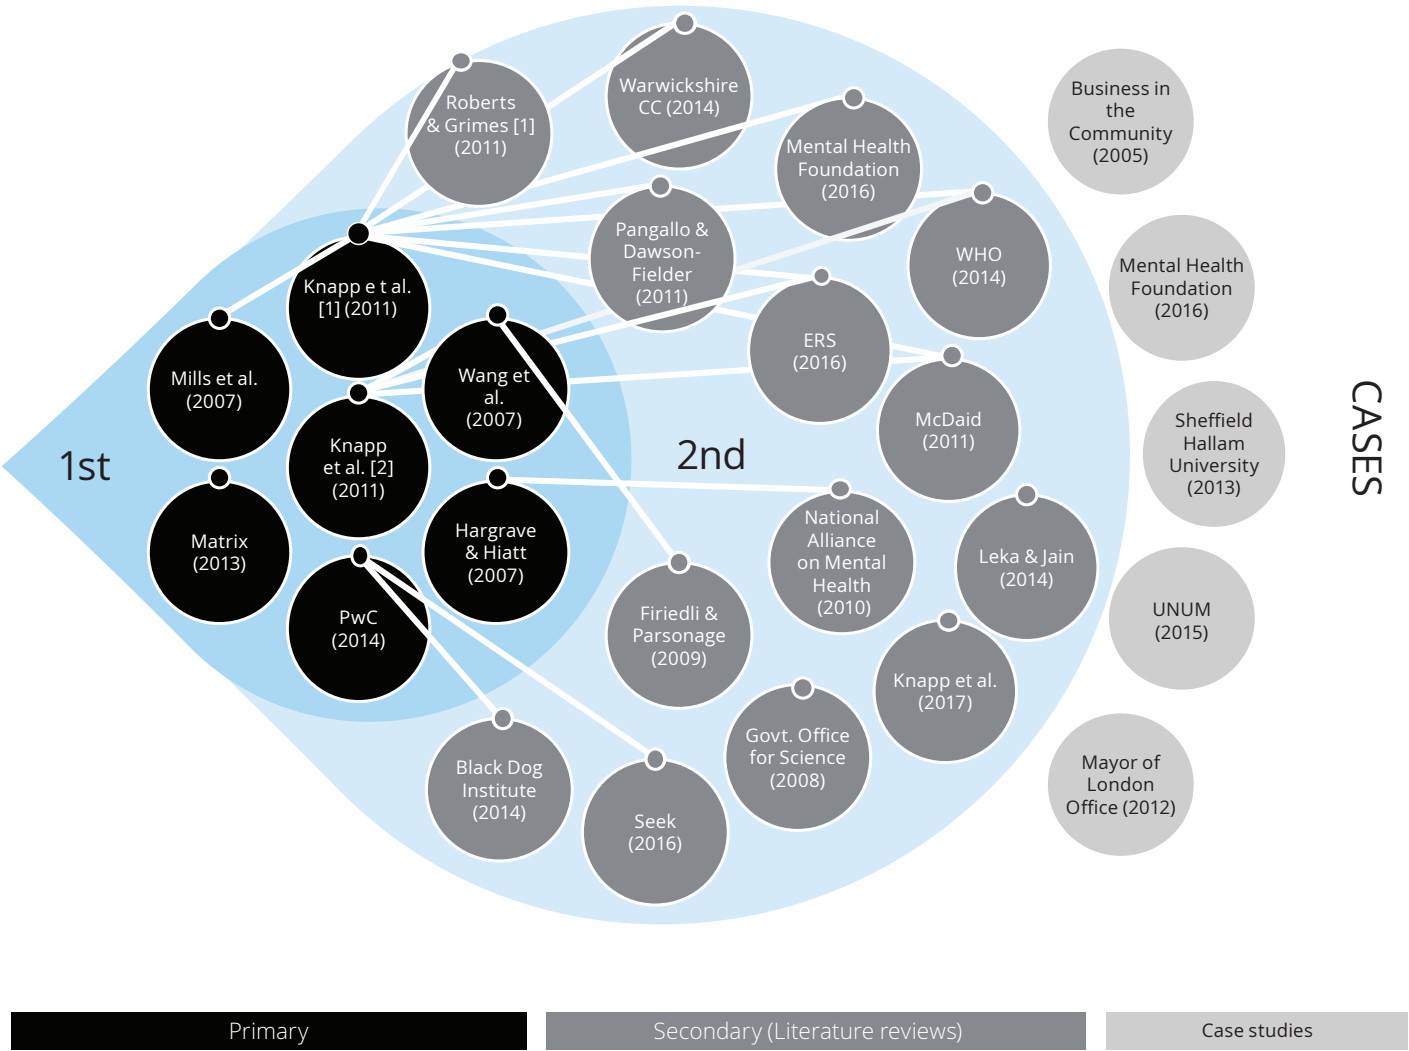 Roberts
& Grimes [1]
(2011)
Warwickshire
CC (2014)
Mental Health
Foundation
(2016)
Pangallo &
Dawson-
Fielder
(2011)
WHO
(2014)
ERS
(2016)
McDaid
(2011)
Knapp e t al.
[1] (2011)
Mills et al.
(2007)
Wang et
al.
(2007)
Knapp
et al. [2]
(2011)
1st
2nd
Matrix
(2013)
Hargrave
& Hiatt
(2007)
PwC
(2014)
National
Alliance
on Mental
Health
(2010)
Leka & Jain
(2014)
Firiedli &
Parsonage
(2009)
Knapp et al.
(2017)
Govt. Office
for Science
(2008)
Black Dog
Institute
(2014)
Seek
(2016)
Business in
the
Community
(2005)
Mental Health
Foundation
(2016)
Sheffield
Hallam
University
(2013)
UNUM
(2015)
Mayor of
London
Office (2012)
CASES
Primary
Secondary (Literature reviews)
Case studies